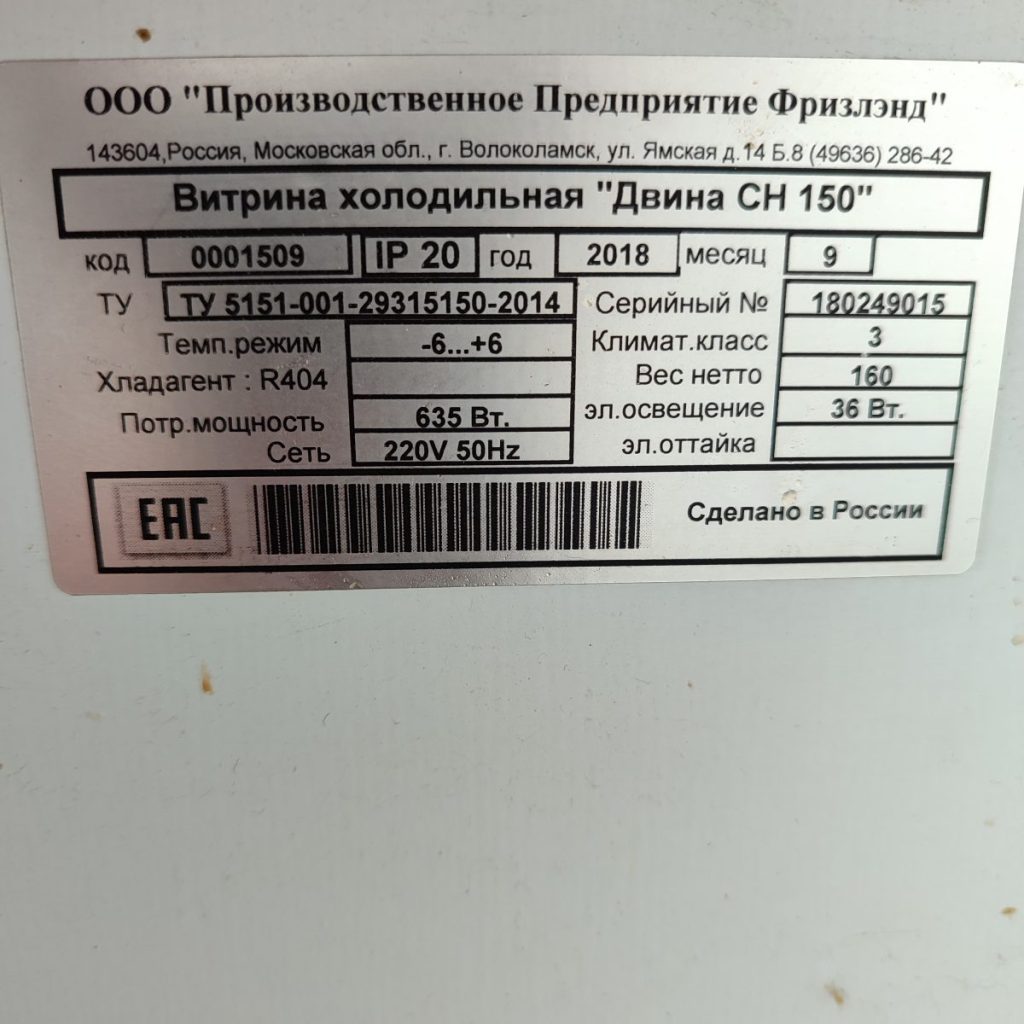 ООО "Производственное Предприятие Фризлэнд"
143604,Россия, Московская обл., г. Волоколамск, ул. Ямская д.14 Б.8 (49636) 286-42
Витрина холодильная "Двина СН 150"
код 0001509 IP 20 год 2018 месяц 9
ТУ ТУ 5151-001-29315150-2014 Серийный № 180249015
Темп.режим -6...+6 Климат.класс 3
Хладагент : R404 Вес нетто 160
Потр.мощность 635 Вт. эл.освещение 36 Вт.
Сеть 220V 50Hz эл.оттайка
EAC Сделано в России